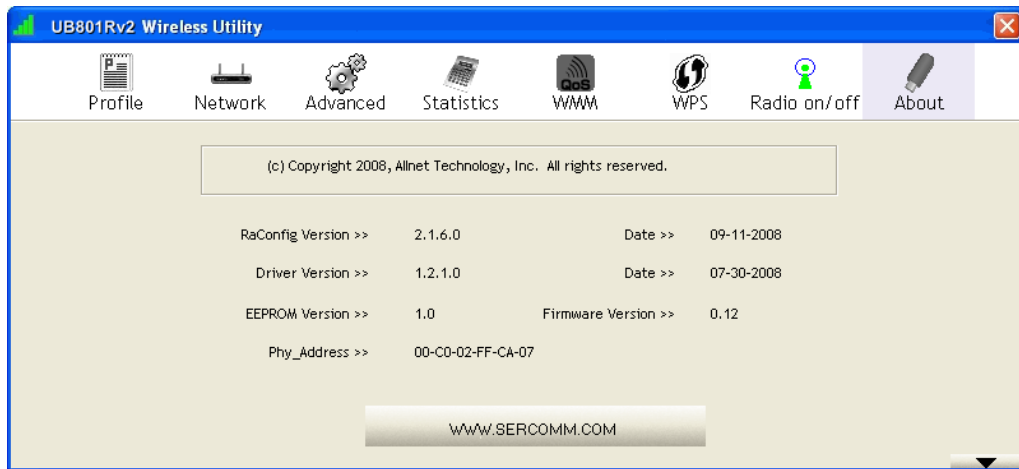 UB801Rv2 Wireless Utility
Profile Network Advanced Statistics QoS WMM WPS Radio on/off About
(c) Copyright 2008, Allnet Technology, Inc. All rights reserved.
RaConfig Version >> 2.1.6.0 Date >> 09-11-2008
Driver Version >> 1.2.1.0 Date >> 07-30-2008
EEPROM Version >> 1.0 Firmware Version >> 0.12
Phy_Address >> 00-C0-02-FF-CA-07
WWW.SERCOMM.COM